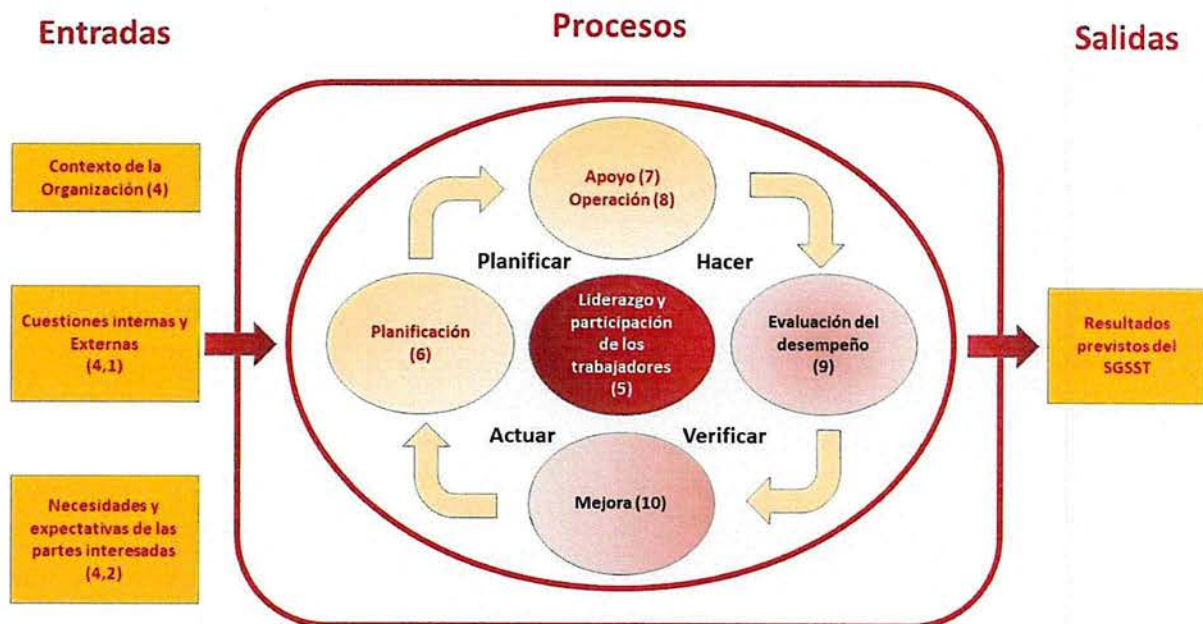 Entradas
Procesos
Salidas
Contexto de la
Organización (4)
Cuestiones internas y
Externas
(4,1)
Necesidades y
expectativas de las
partes interesadas
(4,2)
Apoyo (7)
Operación (8)
Planificar
Hacer
Planificación
(6)
Liderazgo y
participación
de los
trabajadores
(5)
Evaluación del
desempeño
(9)
Actuar
Verificar
Mejora (10)
Resultados
previstos del
SGSST